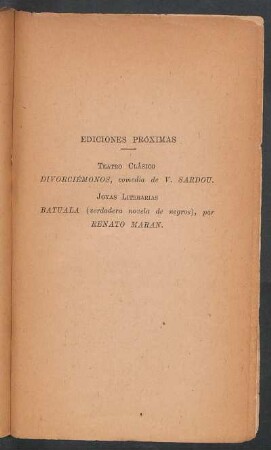 EDICIONES PRÓXIMAS
TEATRO CLÁSICO
DIVORCIÉMONOS, comedia de V. SARDOU.
JOYAS LITERARIAS
BATUALA (verdadera novela de negros), por
RENATO MARAN.